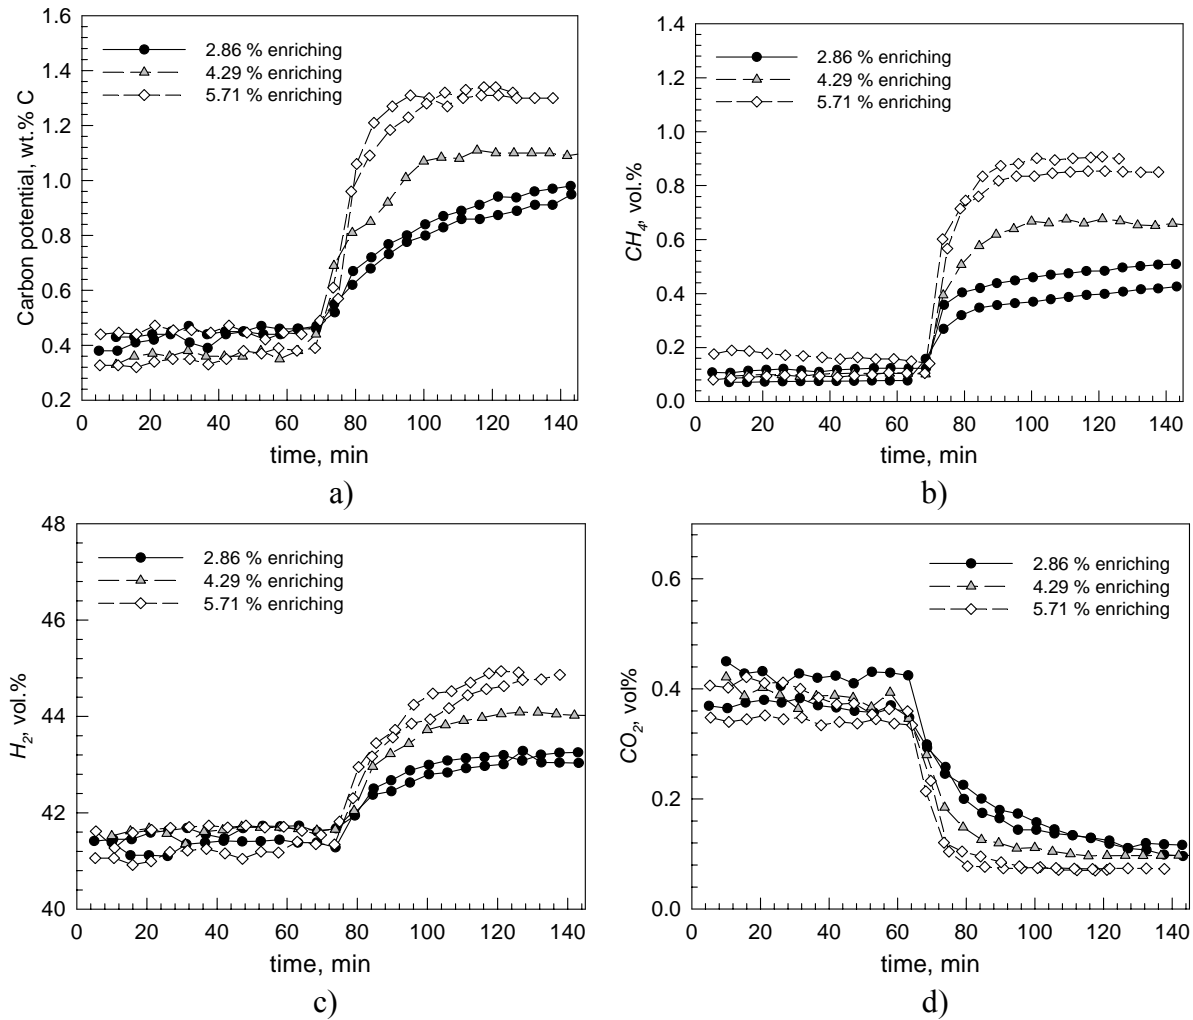 1.6
1.4
1.2
1.0
0.8
0.6
0.4
0.2
Carbon potential, wt.% C
2.86 % enriching
4.29 % enriching
5.71 % enriching
0 20 40 60 80 100 120 140
time, min
a)
1.4
1.2
1.0
0.8
0.6
0.4
0.2
0.0
CH4, vol.%
2.86 % enriching
4.29 % enriching
5.71 % enriching
0 20 40 60 80 100 120 140
time, min
b)
48
46
44
42
40
H2, vol.%
2.86 % enriching
4.29 % enriching
5.71 % enriching
0 20 40 60 80 100 120 140
time, min
c)
0.6
0.4
0.2
0.0
CO2, vol%
2.86 % enriching
4.29 % enriching
5.71 % enriching
0 20 40 60 80 100 120 140
time, min
d)